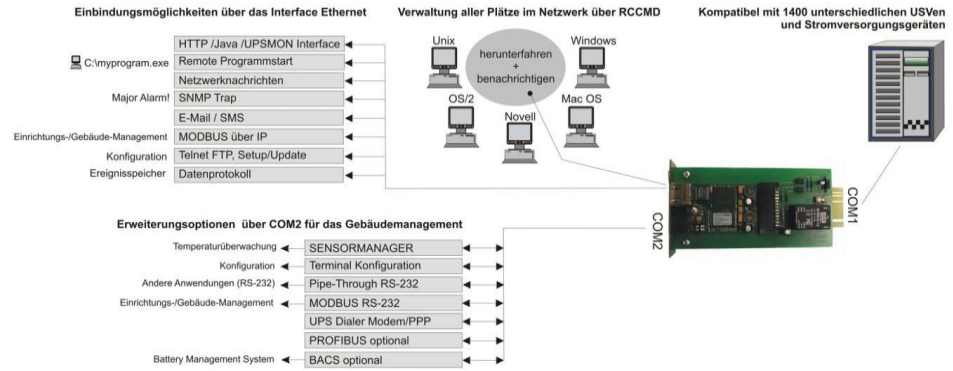 Einbindungsmöglichkeiten über das Interface Ethernet
HTTP /Java /UPSMON Interface
C:\myprogram.exe Remote Programmstart
Netzwerknachrichten
Major Alarm! SNMP Trap
E-Mail / SMS
Einrichtungs-/Gebäude-Management MODBUS über IP
Konfiguration Telnet FTP, Setup/Update
Ereignisspeicher Datenprotokoll
Verwaltung aller Plätze im Netzwerk über RCCMD
Unix
Windows
herunterfahren
+
benachrichtigen
OS/2
Mac OS
Novell
Kompatibel mit 1400 unterschiedlichen USVen
und Stromversorgungsgeräten
COM1
COM2
Erweiterungsoptionen über COM2 für das Gebäudemanagement
Temperaturüberwachung SENSORMANAGER
Konfiguration Terminal Konfiguration
Andere Anwendungen (RS-232) Pipe-Through RS-232
Einrichtungs-/Gebäude-Management MODBUS RS-232
UPS Dialer Modem/PPP
PROFIBUS optional
Battery Management System BACS optional